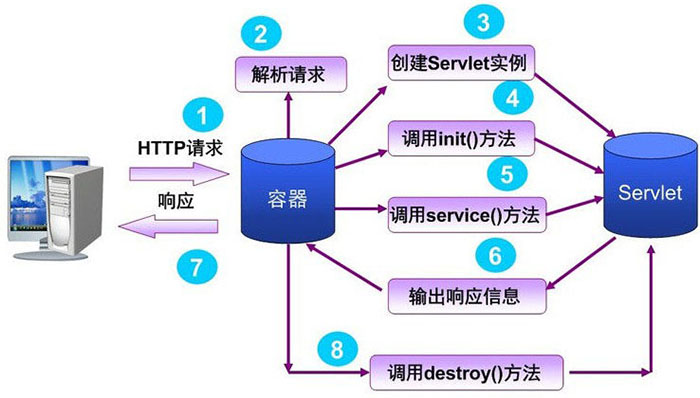 1
HTTP请求
响应
7
2
解析请求
容器
3
创建Servlet实例
4
调用init()方法
5
调用service()方法
6
输出响应信息
8
调用destroy()方法
Servlet